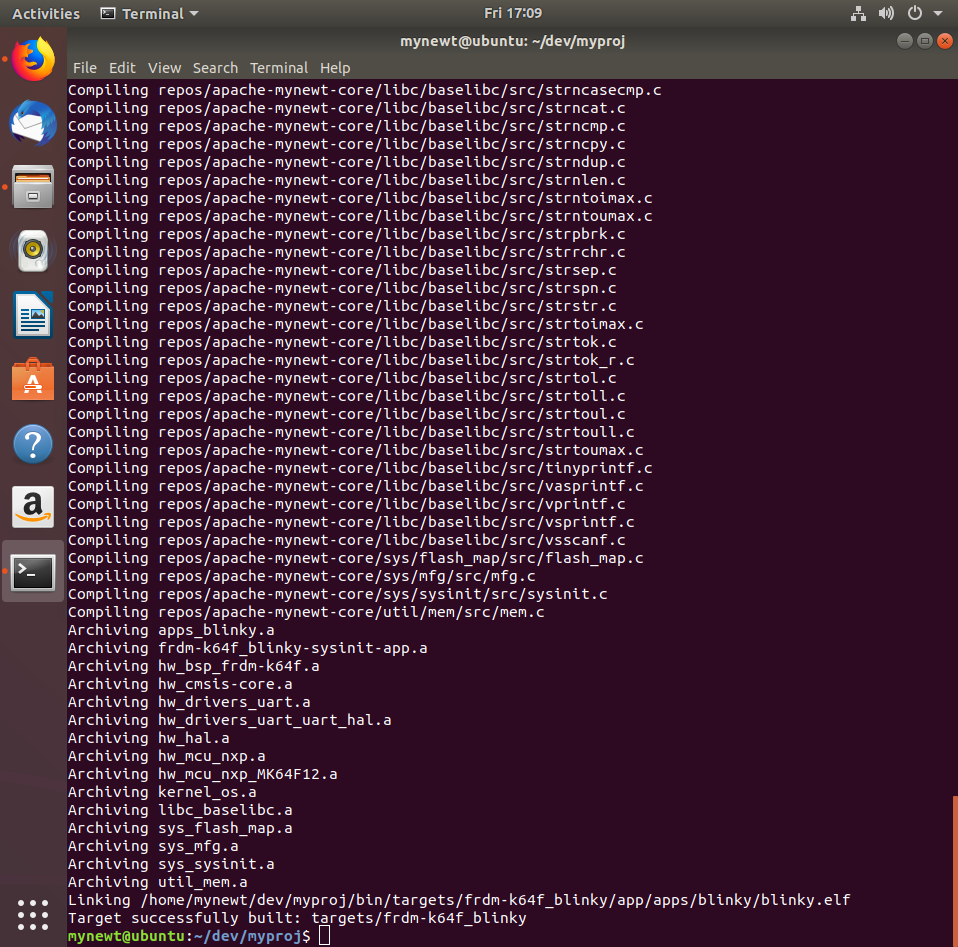 Activities Terminal Fri 17:09
mynewt@ubuntu: ~/dev/myproj
File Edit View Search Terminal Help
Compiling repos/apache-mynewt-core/libc/baselibc/src/strncasecmp.c
Compiling repos/apache-mynewt-core/libc/baselibc/src/strncat.c
Compiling repos/apache-mynewt-core/libc/baselibc/src/strncmp.c
Compiling repos/apache-mynewt-core/libc/baselibc/src/strncpy.c
Compiling repos/apache-mynewt-core/libc/baselibc/src/strndup.c
Compiling repos/apache-mynewt-core/libc/baselibc/src/strnlen.c
Compiling repos/apache-mynewt-core/libc/baselibc/src/strntoimax.c
Compiling repos/apache-mynewt-core/libc/baselibc/src/strntoumax.c
Compiling repos/apache-mynewt-core/libc/baselibc/src/strpbrk.c
Compiling repos/apache-mynewt-core/libc/baselibc/src/strrchr.c
Compiling repos/apache-mynewt-core/libc/baselibc/src/strsep.c
Compiling repos/apache-mynewt-core/libc/baselibc/src/strspn.c
Compiling repos/apache-mynewt-core/libc/baselibc/src/strstr.c
Compiling repos/apache-mynewt-core/libc/baselibc/src/strtoimax.c
Compiling repos/apache-mynewt-core/libc/baselibc/src/strtok.c
Compiling repos/apache-mynewt-core/libc/baselibc/src/strtok_r.c
Compiling repos/apache-mynewt-core/libc/baselibc/src/strtol.c
Compiling repos/apache-mynewt-core/libc/baselibc/src/strtoll.c
Compiling repos/apache-mynewt-core/libc/baselibc/src/strtoul.c
Compiling repos/apache-mynewt-core/libc/baselibc/src/strtoull.c
Compiling repos/apache-mynewt-core/libc/baselibc/src/strtoumax.c
Compiling repos/apache-mynewt-core/libc/baselibc/src/tinyprintf.c
Compiling repos/apache-mynewt-core/libc/baselibc/src/vasprintf.c
Compiling repos/apache-mynewt-core/libc/baselibc/src/vprintf.c
Compiling repos/apache-mynewt-core/libc/baselibc/src/vsprintf.c
Compiling repos/apache-mynewt-core/libc/baselibc/src/vsscanf.c
Compiling repos/apache-mynewt-core/sys/flash_map/src/flash_map.c
Compiling repos/apache-mynewt-core/sys/mfg/src/mfg.c
Compiling repos/apache-mynewt-core/sys/sysinit/src/sysinit.c
Compiling repos/apache-mynewt-core/util/mem/src/mem.c
Archiving apps_blinky.a
Archiving frdm-k64f_blinky-sysinit-app.a
Archiving hw_bsp_frdm-k64f.a
Archiving hw_cmsis-core.a
Archiving hw_drivers_uart.a
Archiving hw_drivers_uart_uart_hal.a
Archiving hw_hal.a
Archiving hw_mcu_nxp.a
Archiving hw_mcu_nxp_MK64F12.a
Archiving kernel_os.a
Archiving libc_baselibc.a
Archiving sys_flash_map.a
Archiving sys_mfg.a
Archiving sys_sysinit.a
Archiving util_mem.a
Linking /home/mynewt/dev/myproj/bin/targets/frdm-k64f_blinky/app/apps/blinky/blinky.elf
Target successfully built: targets/frdm-k64f_blinky
mynewt@ubuntu:~/dev/myproj$